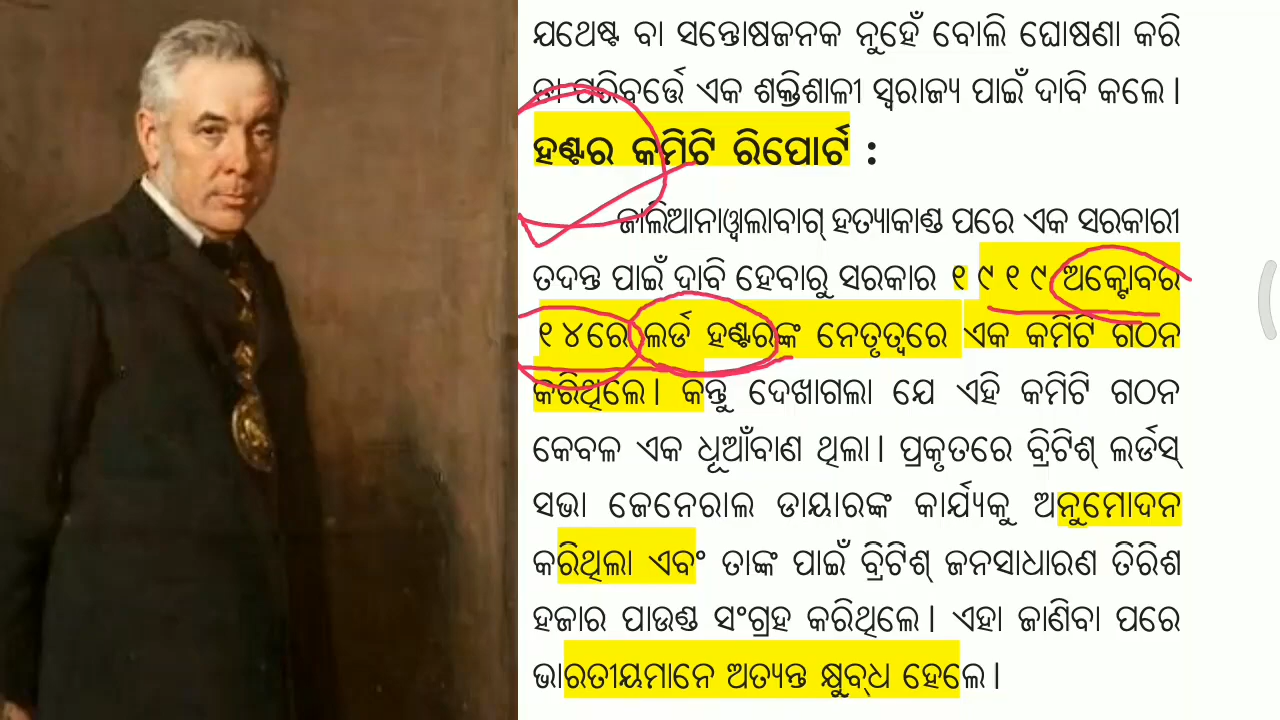 ଯଥେଷ୍ଟ ବା ସନ୍ତୋଷଜନକ ନୁହେଁ ବୋଲି ଘୋଷଣା କରି
ତା ପରିବର୍ତ୍ତେ ଏକ ଶକ୍ତିଶାଳୀ ସ୍ୱରାଜ୍ୟ ପାଇଁ ଦାବି କଲେ।
ହଣ୍ଟର କମିଟି ରିପୋର୍ଟ :
ଜାଲିଆନାଓ୍ୱାଲାବାଗ୍ ହତ୍ୟାକାଣ୍ଡ ପରେ ଏକ ସରକାରୀ
ତଦନ୍ତ ପାଇଁ ଦାବି ହେବାରୁ ସରକାର ୧୯୧୯ ଅକ୍ଟୋବର
୧୪ରେ ଲର୍ଡ ହଣ୍ଟରଙ୍କ ନେତୃତ୍ୱରେ ଏକ କମିଟି ଗଠନ
କରିଥିଲେ। କନ୍ତୁ ଦେଖାଗଲା ଯେ ଏହି କମିଟି ଗଠନ
କେବଳ ଏକ ଧୂଆଁବାଣ ଥିଲା। ପ୍ରକୃତରେ ବ୍ରିଟିଶ୍ ଲର୍ଡସ୍
ସଭା ଜେନେରାଲ ଡାୟାରଙ୍କ କାର୍ଯ୍ୟକୁ ଅନୁମୋଦନ
କରିଥିଲା ଏବଂ ତାଙ୍କ ପାଇଁ ବ୍ରିଟିଶ୍ ଜନସାଧାରଣ ତିରିଶ
ହଜାର ପାଉଣ୍ଡ ସଂଗ୍ରହ କରିଥିଲେ। ଏହା ଜାଣିବା ପରେ
ଭାରତୀୟମାନେ ଅତ୍ୟନ୍ତ କ୍ଷୁବ୍‌ଧ ହେଲେ।